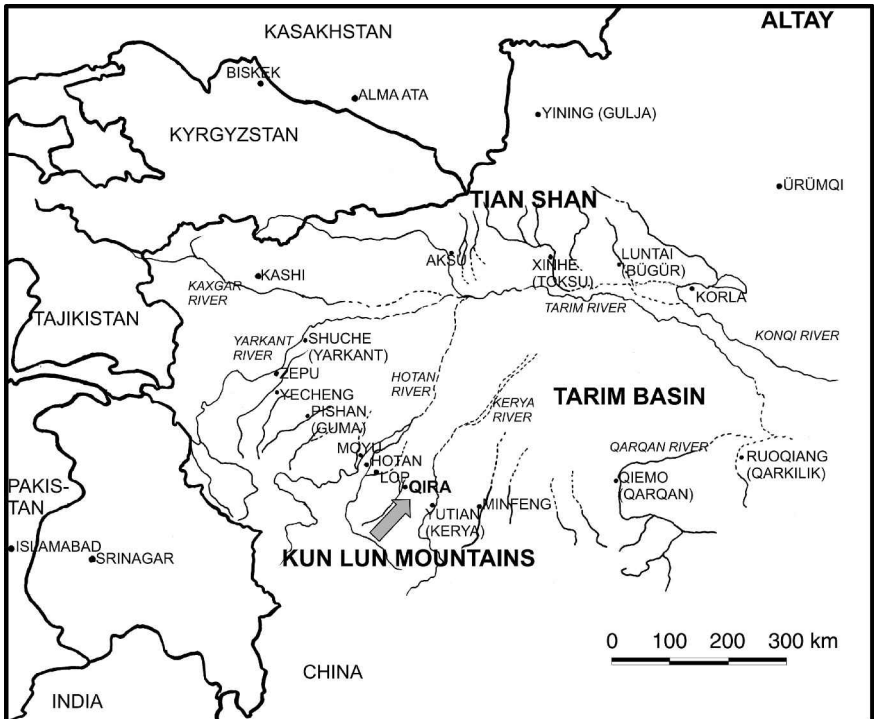 ALTAY
KASAKHSTAN
BISKEK
ALMA ATA
YINING (GULJA)
KYRGYZSTAN
ÜRÜMQI
TIAN SHAN
AKSU
LUNTAI
(BÜGÜR)
XINHE
(TOKSU)
KASHI
KAXGAR
RIVER
KORLA
TARIM RIVER
TAJIKISTAN
KONQI RIVER
YARKANT
RIVER
SHUCHE
(YARKANT)
ZEPU
HOTAN
RIVER
YECHENG
PISHAN
(GUMA)
KERYA
RIVER
TARIM BASIN
MOYU
HOTAN
LOP
QIRA
QARQAN RIVER
RUOQIANG
(QARKILIK)
QIEMO
(QARQAN)
PAKIS-
TAN
MINFENG
YUTIAN
(KERYA)
ISLAMABAD
SRINAGAR
KUN LUN MOUNTAINS
0 100 200 300 km
CHINA
INDIA